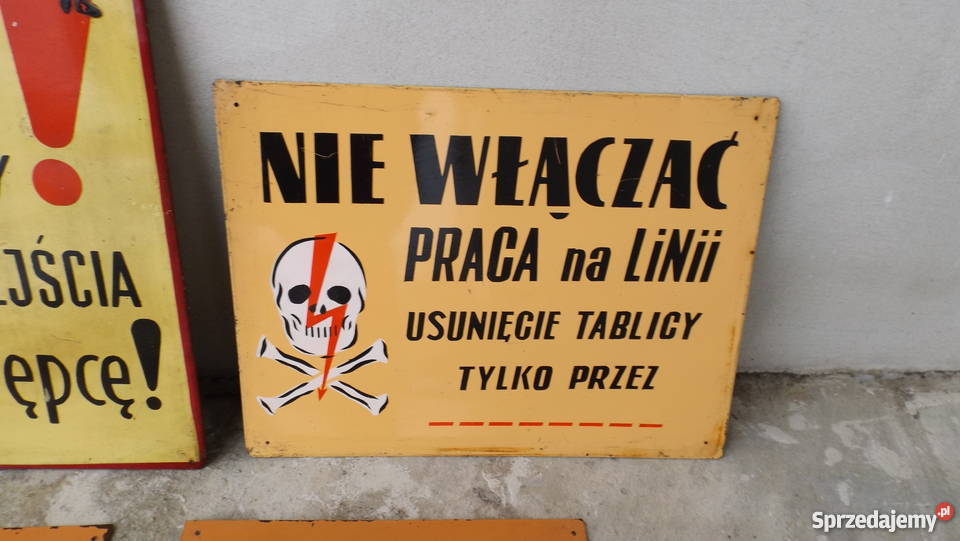 !
JŚCIA
ępcę!
NIE WŁĄCZAĆ
PRACA na LiNii
USUNIĘCIE TABLICY
TYLKO PRZEZ
Sprzedajemy.pl